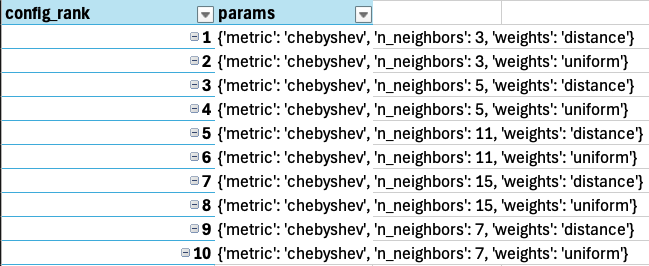 config_rank params
1 {'metric': 'chebyshev', 'n_neighbors': 3, 'weights': 'distance'}
2 {'metric': 'chebyshev', 'n_neighbors': 3, 'weights': 'uniform'}
3 {'metric': 'chebyshev', 'n_neighbors': 5, 'weights': 'distance'}
4 {'metric': 'chebyshev', 'n_neighbors': 5, 'weights': 'uniform'}
5 {'metric': 'chebyshev', 'n_neighbors': 11, 'weights': 'distance'}
6 {'metric': 'chebyshev', 'n_neighbors': 11, 'weights': 'uniform'}
7 {'metric': 'chebyshev', 'n_neighbors': 15, 'weights': 'distance'}
8 {'metric': 'chebyshev', 'n_neighbors': 15, 'weights': 'uniform'}
9 {'metric': 'chebyshev', 'n_neighbors': 7, 'weights': 'distance'}
10 {'metric': 'chebyshev', 'n_neighbors': 7, 'weights': 'uniform'}